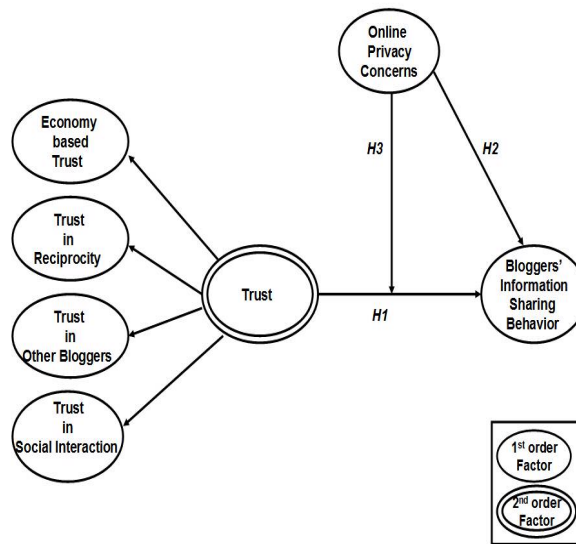 Online
Privacy
Concerns
Economy
based
Trust
H3
H2
Trust
in
Reciprocity
Trust
Bloggers’
Information
Sharing
Behavior
H1
Trust
in
Other Bloggers
Trust
in
Social Interaction
1st order
Factor
2nd order
Factor